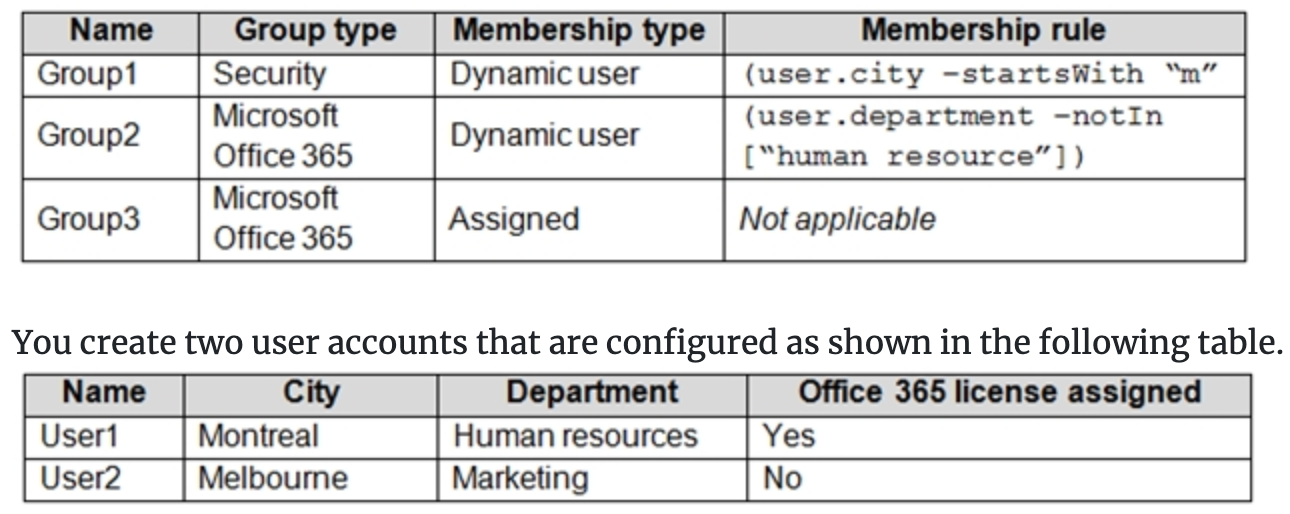 Name Group type Membership type Membership rule
Group1 Security Dynamic user (user.city –startsWith “m”
Group2 Microsoft Office 365 Dynamic user (user.department –notIn [“human resource”])
Group3 Microsoft Office 365 Assigned Not applicable
You create two user accounts that are configured as shown in the following table.
Name City Department Office 365 license assigned
User1 Montreal Human resources Yes
User2 Melbourne Marketing No